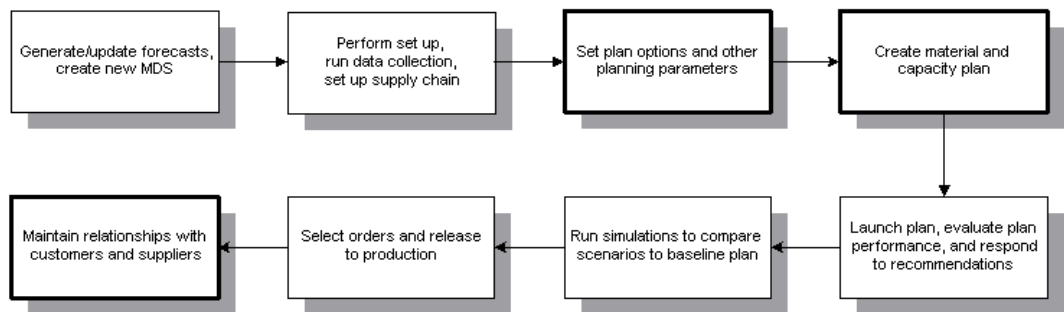 Generate/update forecasts,
create new MDS
Perform set up,
run data collection,
set up supply chain
Set plan options and other
planning parameters
Create material and
capacity plan
Launch plan, evaluate plan
performance, and respond
to recommendations
Run simulations to compare
scenarios to baseline plan
Select orders and release
to production
Maintain relationships with
customers and suppliers